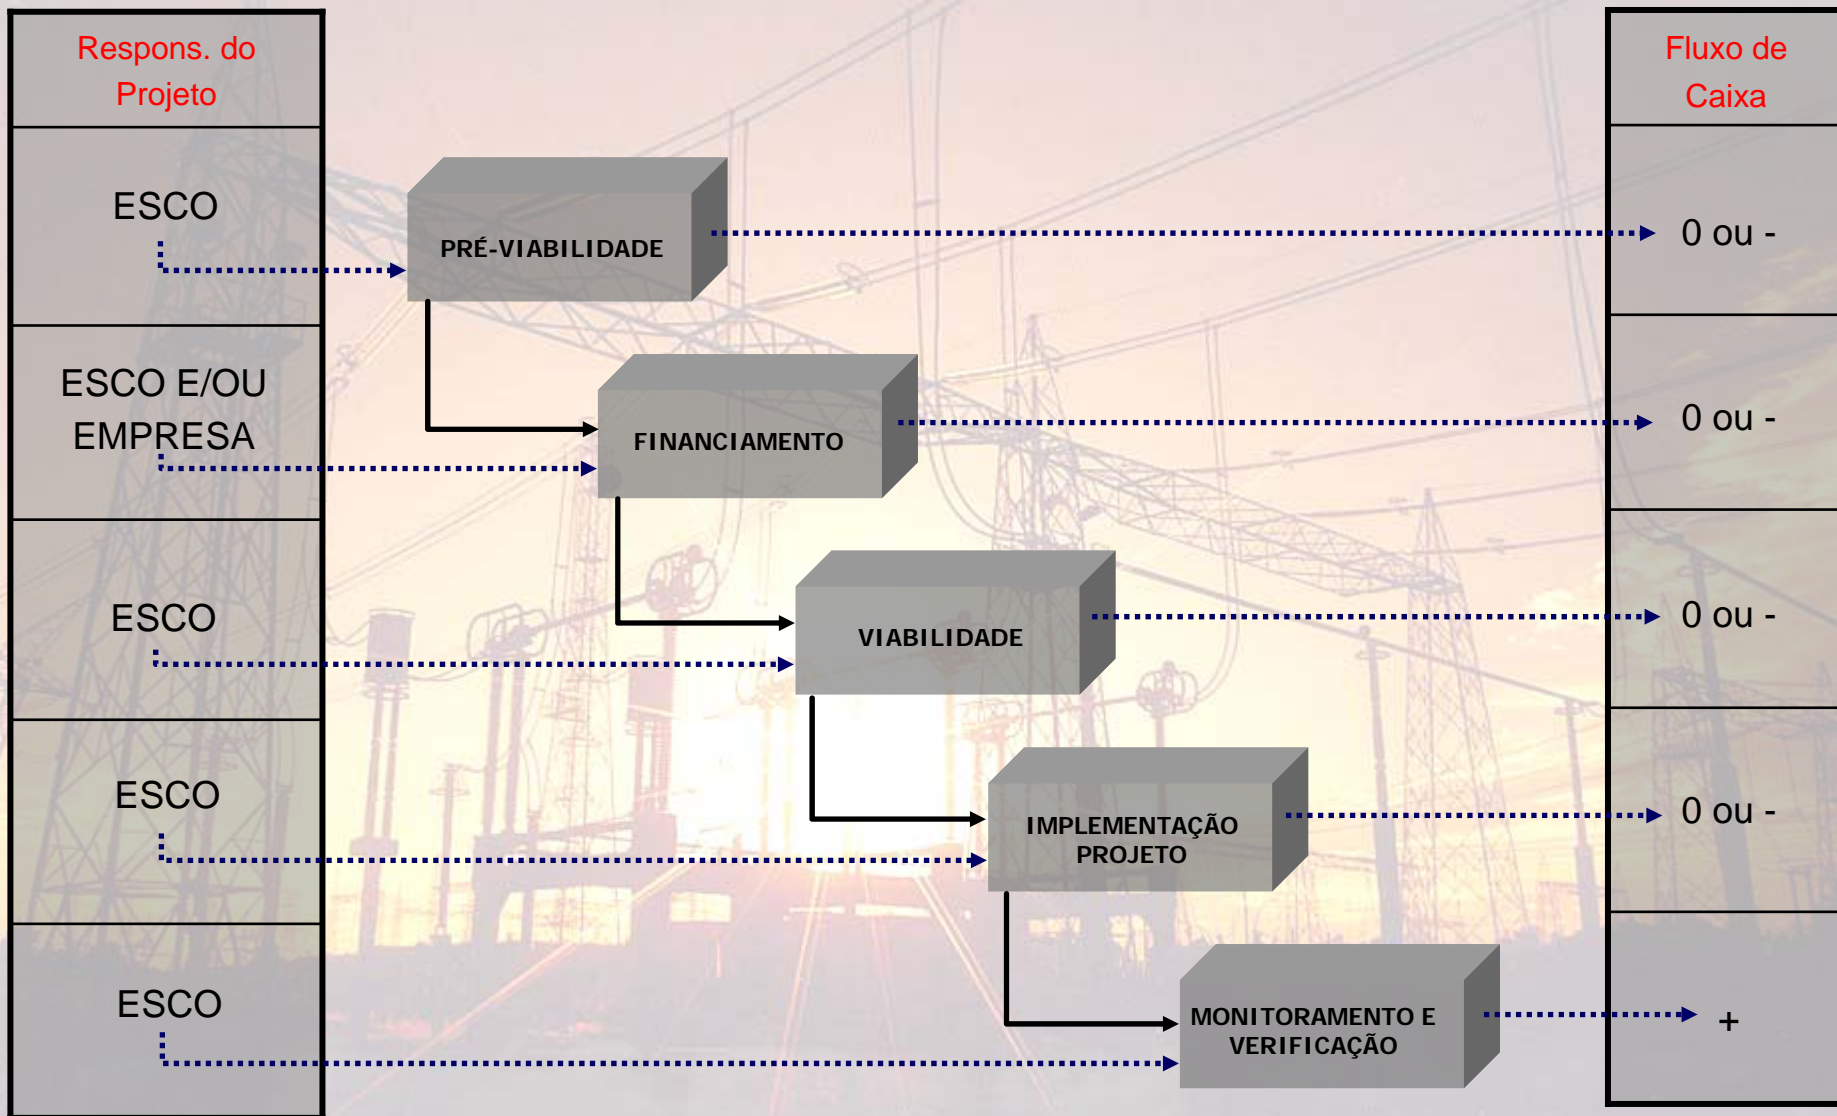 Respons. do
Projeto
Fluxo de
Caixa
ESCO
PRÉ-VIABILIDADE
0 ou -
ESCO E/OU
EMPRESA
FINANCIAMENTO
0 ou -
ESCO
VIABILIDADE
0 ou -
ESCO
IMPLEMENTAÇÃO
PROJETO
0 ou -
ESCO
MONITORAMENTO E
VERIFICAÇÃO
+